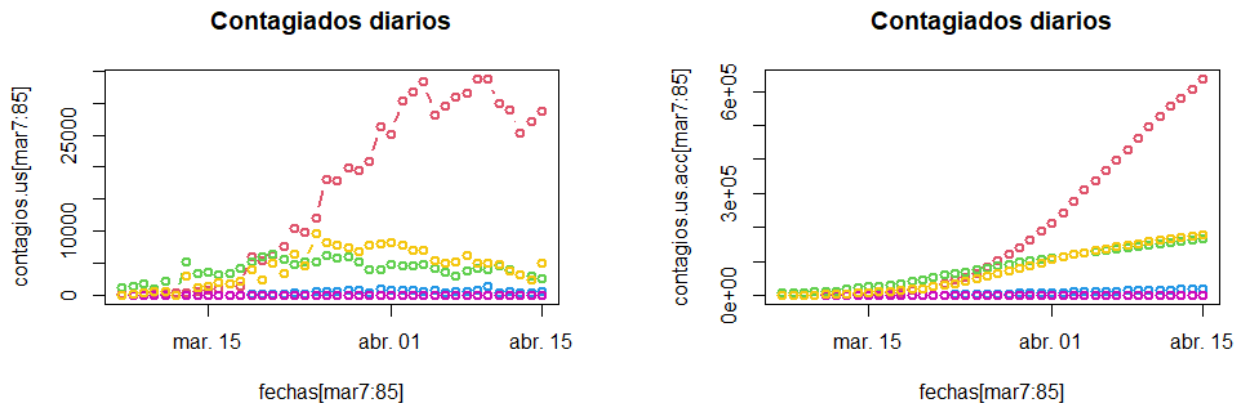 Contagiados diarios
contagios.us[mar7:85]
25000
10000
0
mar. 15
abr. 01
abr. 15
fechas[mar7:85]
Contagiados diarios
contagios.us.acc[mar7:85]
6e+05
3e+05
0e+00
mar. 15
abr. 01
abr. 15
fechas[mar7:85]